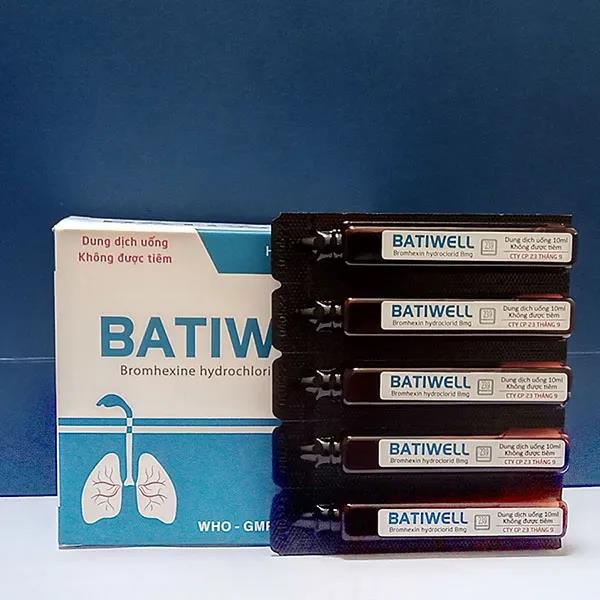 Dung dịch uống
Không được tiêm
H
BATIW
Bromhexine hydrochlori
WHO - GMP
BATIWELL
Bromhexin hydroclorid 8mg
Dung dịch uống 10ml
Không được tiêm
CTY CP 23 THÁNG 9
BATIWELL
Bromhexin hydroclorid 8mg
Dung dịch uống 10ml
Không được tiêm
CTY CP 23 THÁNG 9
BATIWELL
Bromhexin hydroclorid 8mg
Dung dịch uống 10ml
Không được tiêm
CTY CP 23 THÁNG 9
BATIWELL
Bromhexin hydroclorid 8mg
Dung dịch uống 10ml
Không được tiêm
CTY CP 23 THÁNG 9
BATIWELL
Bromhexin hydroclorid 8mg
Dung dịch uống 10ml
Không được tiêm
CTY CP 23 THÁNG 9